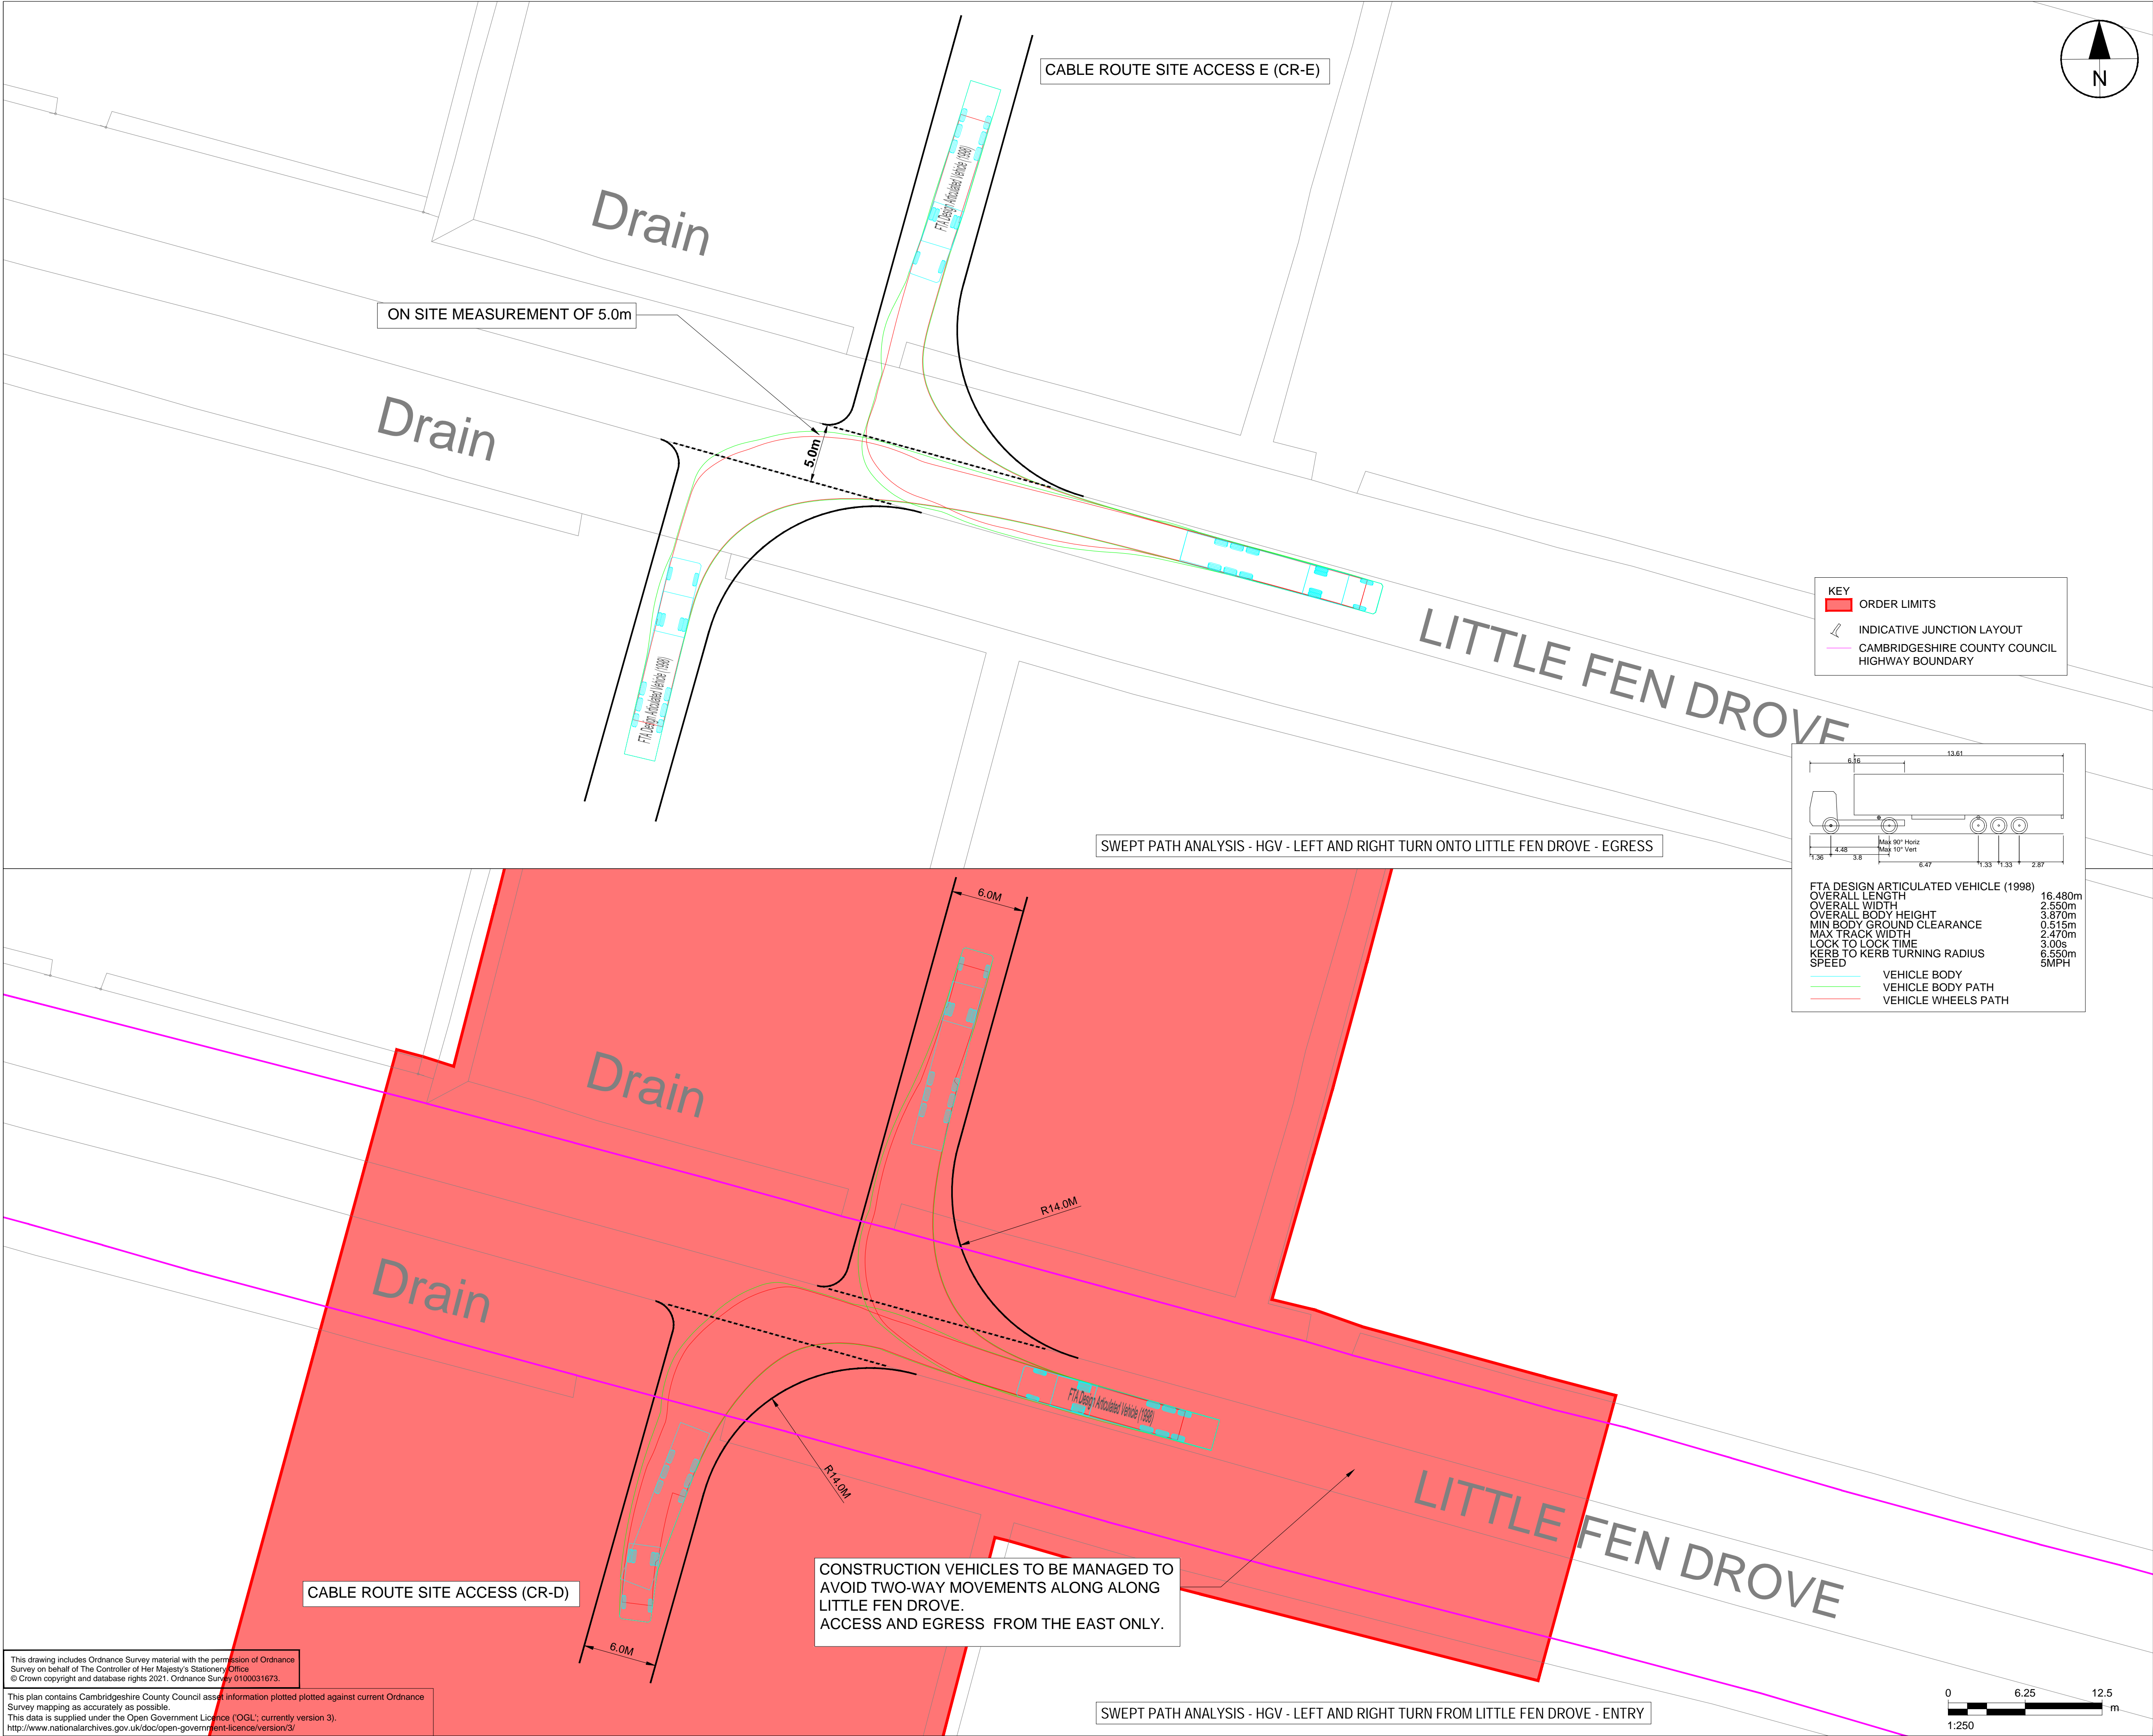 CABLE ROUTE SITE ACCESS E (CR-E)
N
FTA Design Articulated Vehicle (1998)
Drain
ON SITE MEASUREMENT OF 5.0m
Drain
5.0m
KEY
ORDER LIMITS
INDICATIVE JUNCTION LAYOUT
CAMBRIDGESHIRE COUNTY COUNCIL
HIGHWAY BOUNDARY
LITTLE FEN DROVE
FTA Design Articulated Vehicle (1998)
SWEPT PATH ANALYSIS - HGV - LEFT AND RIGHT TURN ONTO LITTLE FEN DROVE - EGRESS
13.61
6.16
Max 90° Horiz
Max 10° Vert
4.48
1.36
3.8
6.47
1.33
1.33
2.87
FTA DESIGN ARTICULATED VEHICLE (1998)
OVERALL LENGTH 16.480m
OVERALL WIDTH 2.550m
OVERALL BODY HEIGHT 3.870m
MIN BODY GROUND CLEARANCE 0.515m
MAX TRACK WIDTH 2.470m
LOCK TO LOCK TIME 3.00s
KERB TO KERB TURNING RADIUS 6.550m
SPEED 5MPH
VEHICLE BODY
VEHICLE BODY PATH
VEHICLE WHEELS PATH
6.0M
Drain
R14.0M
Drain
FTA Design Articulated Vehicle (1998)
R14.0M
LITTLE FEN DROVE
CABLE ROUTE SITE ACCESS (CR-D)
CONSTRUCTION VEHICLES TO BE MANAGED TO
AVOID TWO-WAY MOVEMENTS ALONG ALONG
LITTLE FEN DROVE.
ACCESS AND EGRESS FROM THE EAST ONLY.
6.0M
This drawing includes Ordnance Survey material with the permission of Ordnance
Survey on behalf of The Controller of Her Majesty's Stationery Office
© Crown copyright and database rights 2021. Ordnance Survey 0100031673.
This plan contains Cambridgeshire County Council asset information plotted plotted against current Ordnance
Survey mapping as accurately as possible.
This data is supplied under the Open Government Licence ('OGL'; currently version 3).
http://www.nationalarchives.gov.uk/doc/open-government-licence/version/3/
SWEPT PATH ANALYSIS - HGV - LEFT AND RIGHT TURN FROM LITTLE FEN DROVE - ENTRY
0 6.25 12.5
m
1:250